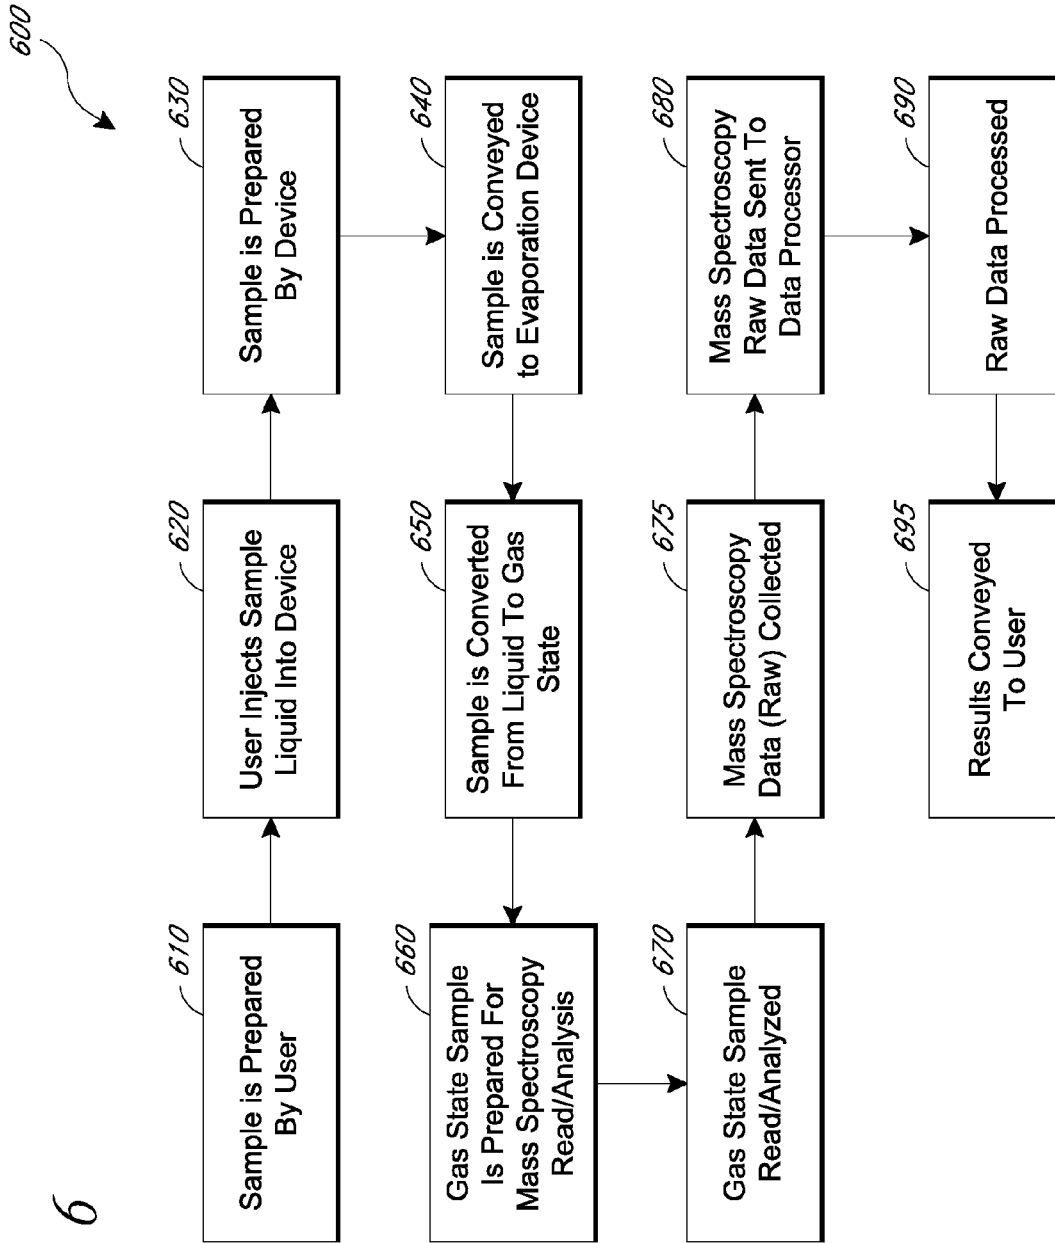 600
610
Sample is Prepared
By User
620
User Injects Sample
Liquid Into Device
630
Sample is Prepared
By Device
640
Sample is Conveyed
to Evaporation Device
650
Sample is Converted
From Liquid To Gas
State
660
Gas State Sample
Is Prepared For
Mass Spectroscopy
Read/Analysis
670
Gas State Sample
Read/Analyzed
675
Mass Spectroscopy
Data (Raw) Collected
680
Mass Spectroscopy
Raw Data Sent To
Data Processor
690
Raw Data Processed
695
Results Conveyed
To User
6